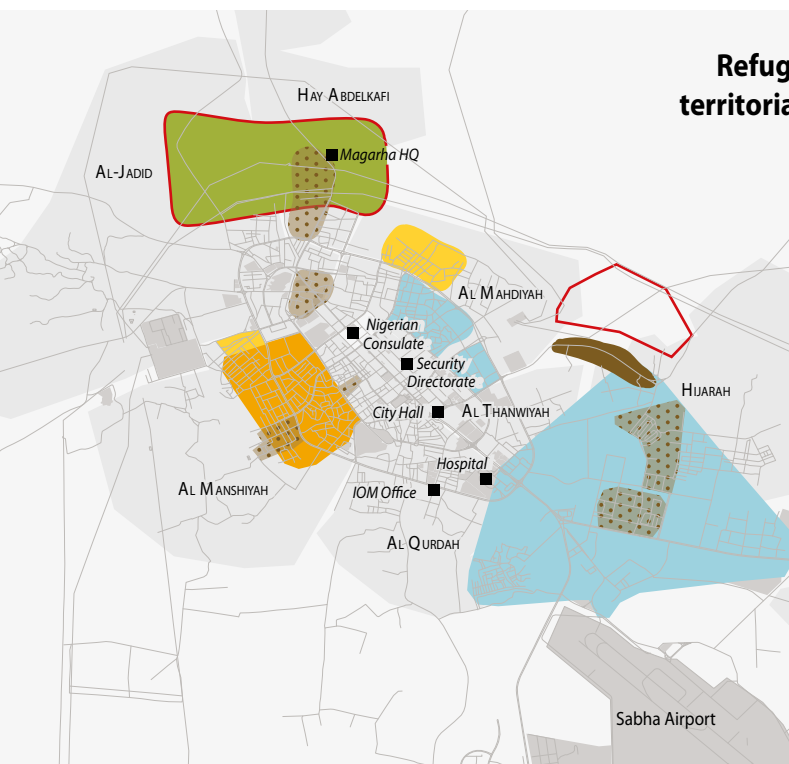 Refug
territoria
HAY ABDELKAFI
Magarha HQ
AL-JADID
AL MAHDIYAH
Nigerian
Consulate
Security
Directorate
HIJARAH
City Hall
AL THANWIYAH
Hospital
AL MANSHIYAH
IOM Office
AL QURDAH
Sabha Airport